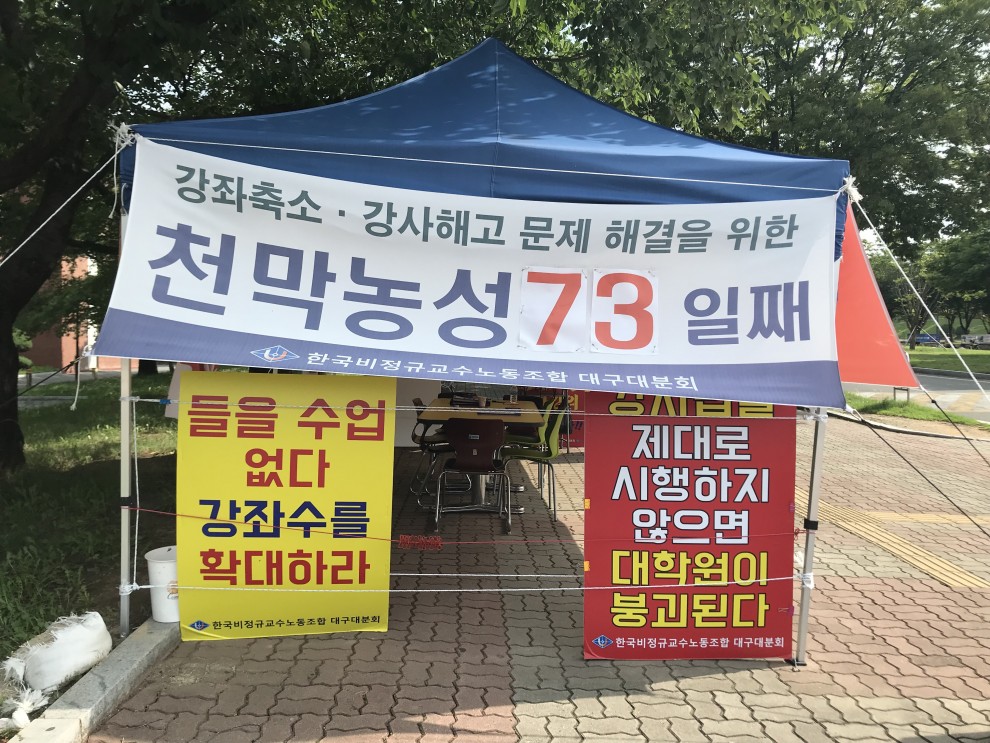 강좌축소 · 강사해고 문제 해결을 위한
천막농성 73 일째
한국비정규교수노동조합 대구대분회
들을 수업
없다
강좌수를
확대하라
한국비정규교수노동조합 대구대분회
강사법을
제대로
시행하지
않으면
대학원이
붕괴된다
한국비정규교수노동조합 대구대분회